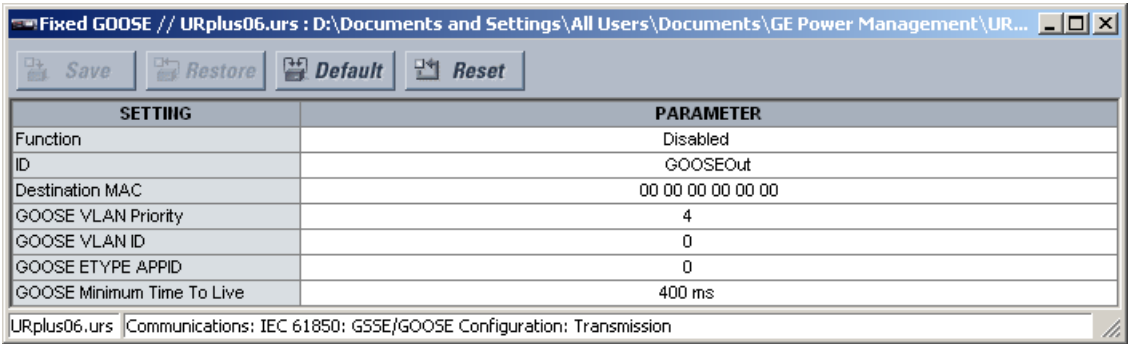 Fixed GOOSE // URplus06.urs : D:\Documents and Settings\All Users\Documents\GE Power Management\UR...
Save Restore Default Reset
SETTING PARAMETER
Function Disabled
ID GOOSEOut
Destination MAC 00 00 00 00 00 00
GOOSE VLAN Priority 4
GOOSE VLAN ID 0
GOOSE ETYPE APPID 0
GOOSE Minimum Time To Live 400 ms
URplus06.urs Communications: IEC 61850: GSSE/GOOSE Configuration: Transmission